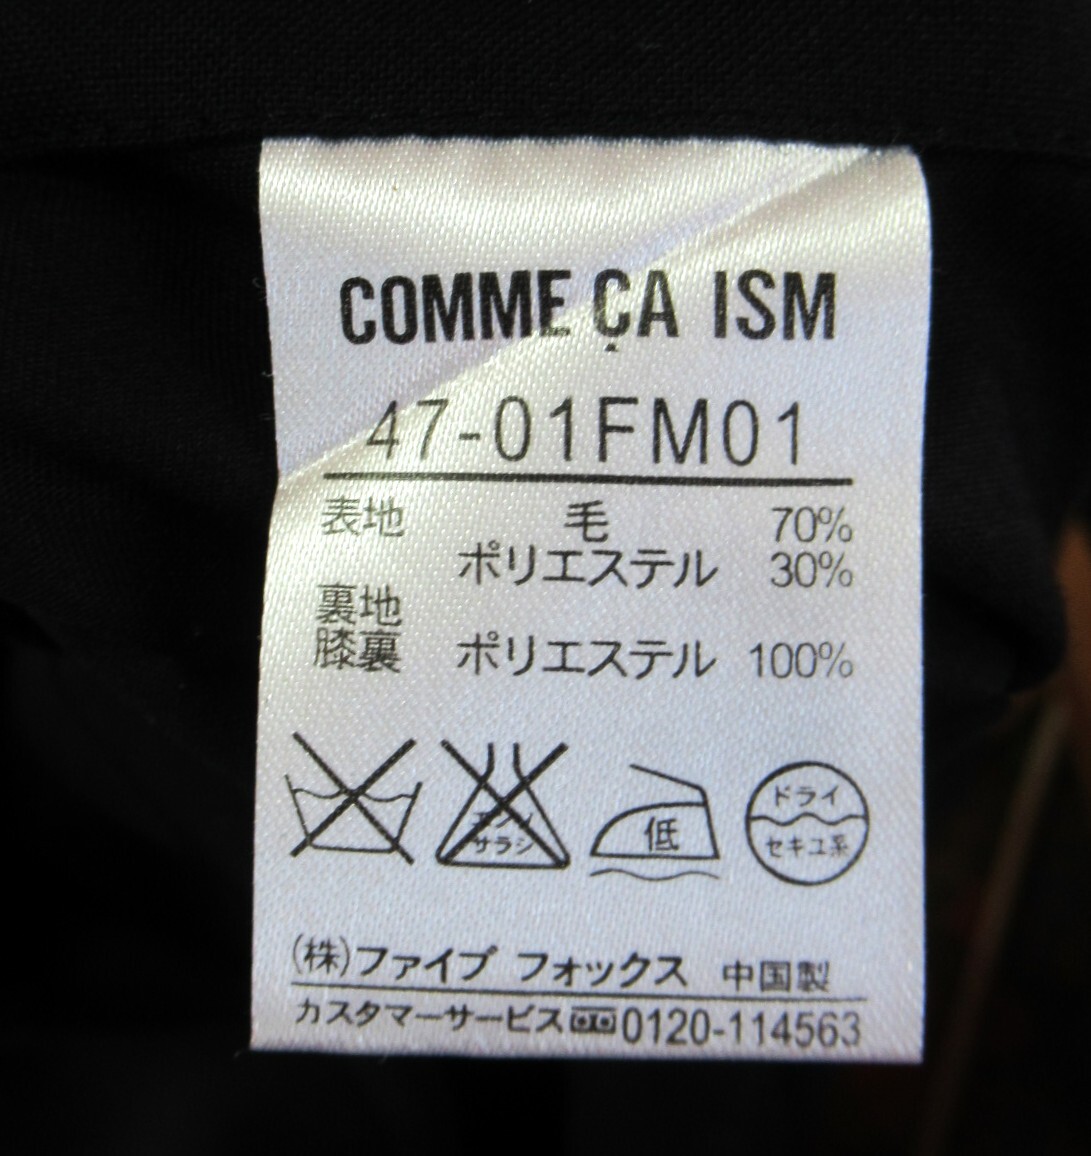 COMME ÇA ISM
47-01FM01
表地 毛 70%
ポリエステル 30%
裏地
膝裏 ポリエステル 100%
エンソ
サラシ
低
ドライ
セキユ系
(株)ファイブ フォックス 中国製
カスタマーサービス 0120-114563